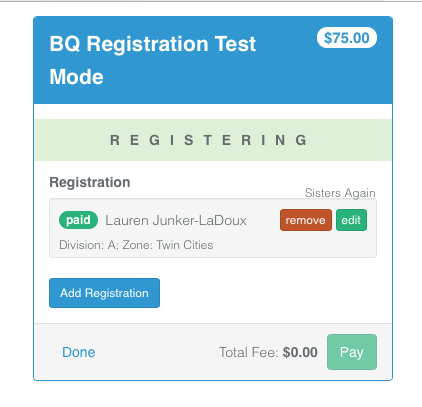 BQ Registration Test
Mode
$75.00
REGISTERING
Registration
Sisters Again
paid Lauren Junker-LaDoux remove edit
Division: A; Zone: Twin Cities
Add Registration
Done Total Fee: $0.00 Pay